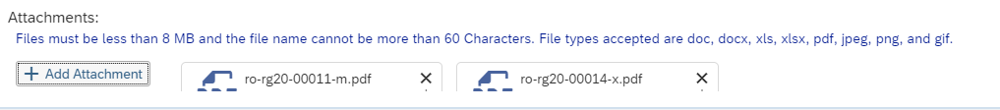 Attachments:
Files must be less than 8 MB and the file name cannot be more than 60 Characters. File types accepted are doc, docx, xls, xlsx, pdf, jpeg, png, and gif.
+ Add Attachment ro-rg20-00011-m.pdf ro-rg20-00014-x.pdf